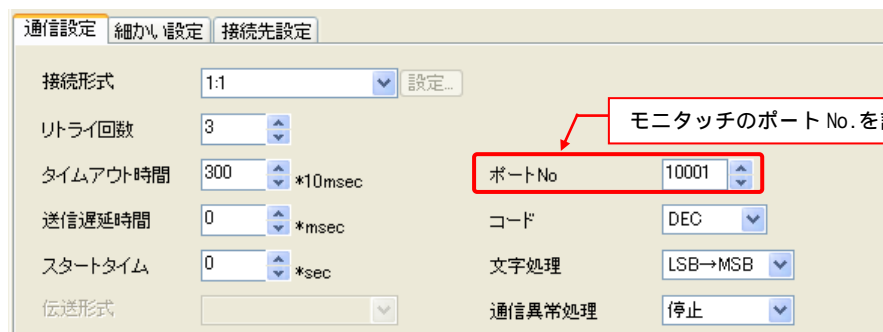 通信設定 細かい設定 接続先設定
接続形式 1:1 設定...
リトライ回数 3
モニタッチのポート No.を
タイムアウト時間 300 *10msec ポートNo 10001
送信遅延時間 0 *msec コード DEC
スタートタイム 0 *sec 文字処理 LSB→MSB
伝送形式 通信異常処理 停止